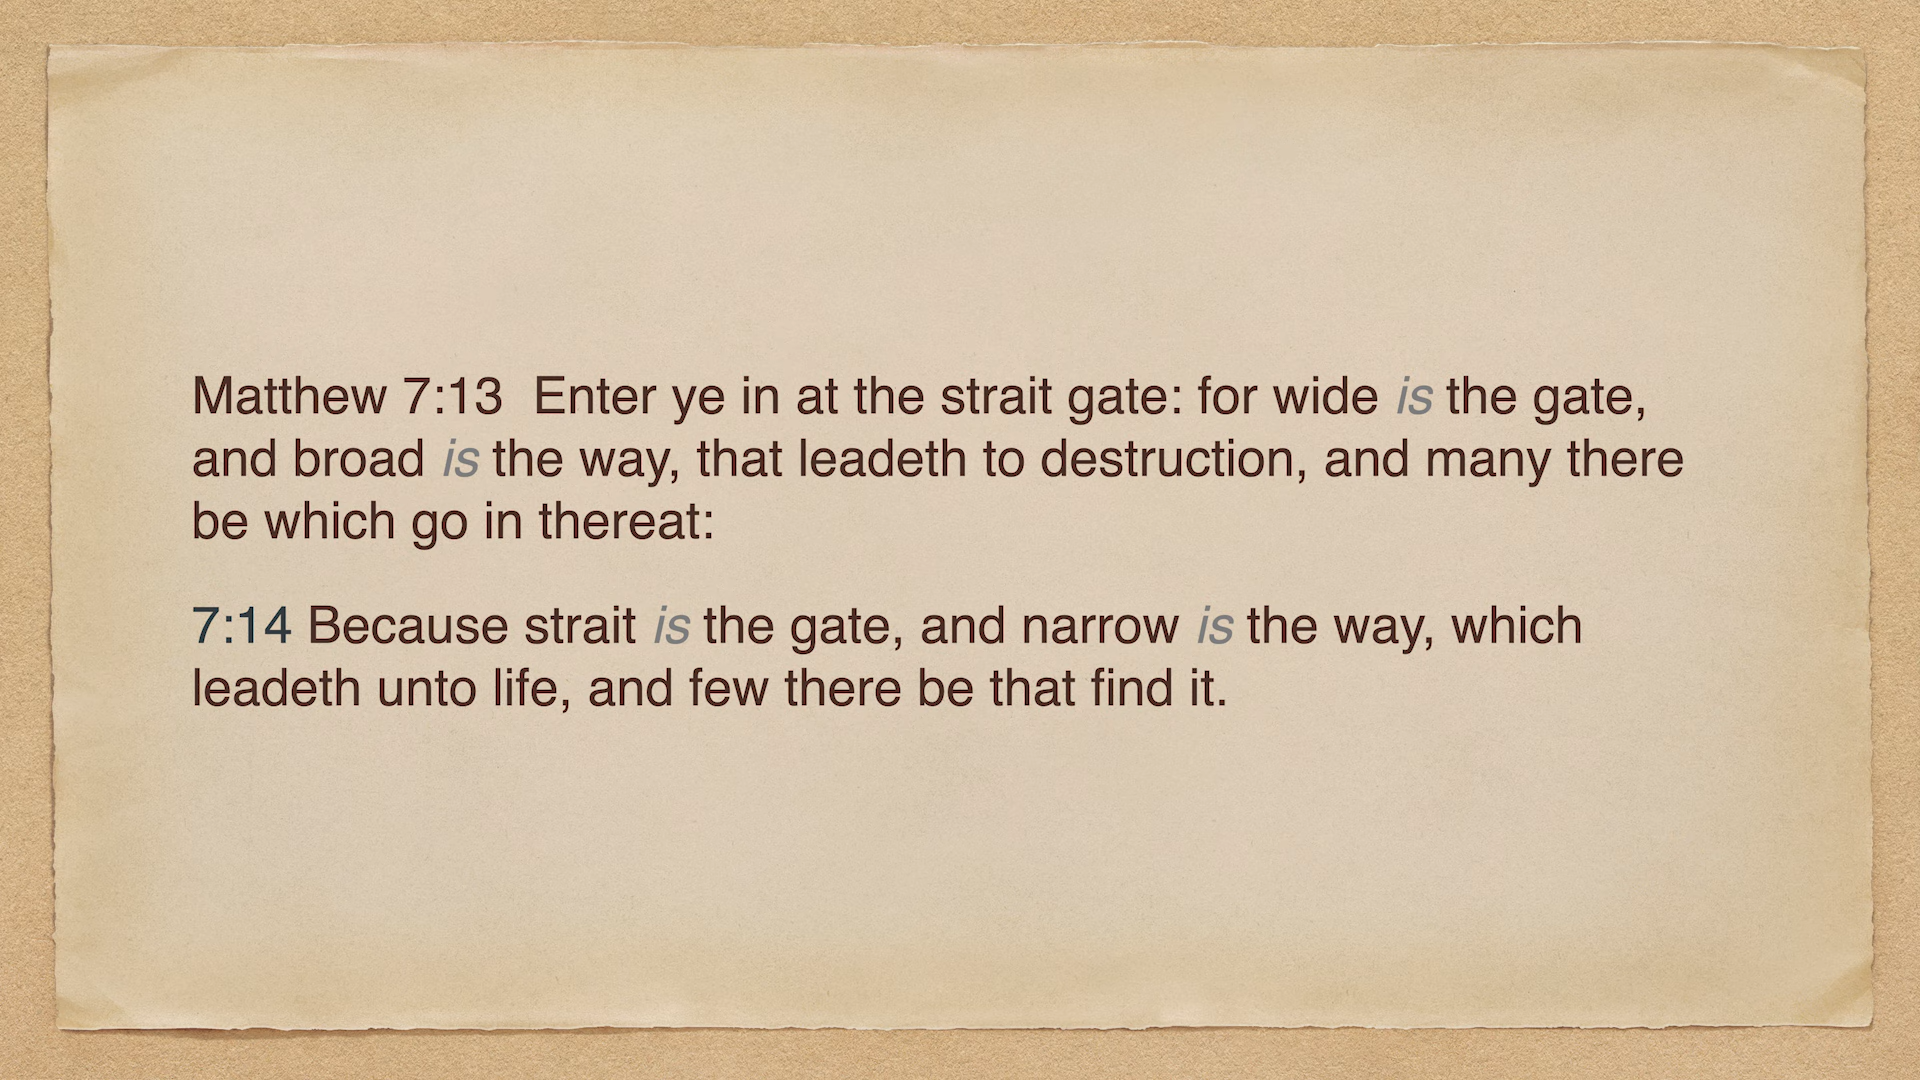 Matthew 7:13  Enter ye in at the strait gate: for wide is the gate,
and broad is the way, that leadeth to destruction, and many there
be which go in thereat:
7:14 Because strait is the gate, and narrow is the way, which
leadeth unto life, and few there be that find it.